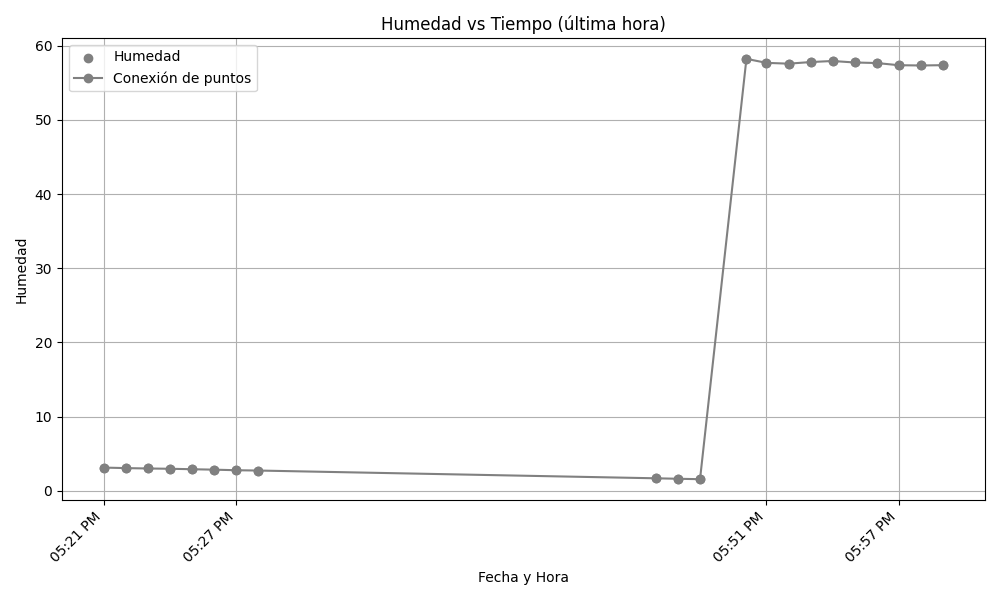 Humedad vs Tiempo (última hora)
Humedad
Conexión de puntos
60
50
40
30
20
10
0
Humedad
05:21 PM
05:27 PM
05:51 PM
05:57 PM
Fecha y Hora